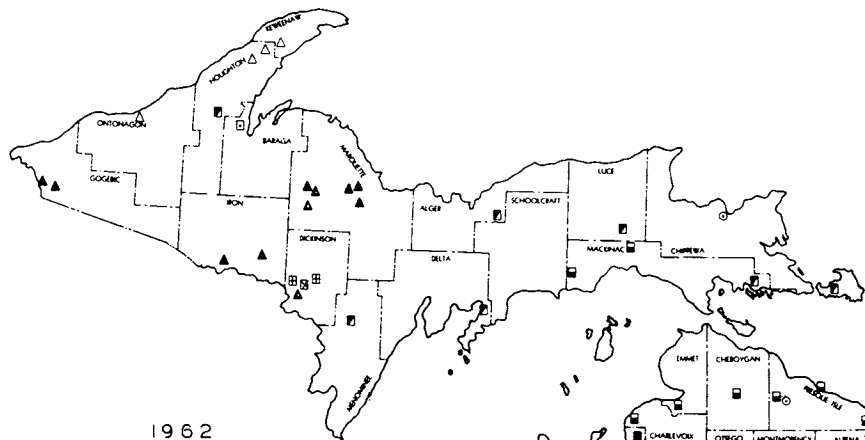 KEWEENAW
HOUGHTON
ONTONAGON
BARAGA
MARQUETTE
GOGEBIC
IRON
LUCE
ALGER
SCHOOLCRAFT
DICKINSON
MACKINAC
CHIPPEWA
DELTA
MENOMINEE
EMMET
CHEBOYGAN
PRESQUE ISLE
1962
CHARLEVOIX
OTSEGO
MONTMORENCY
ALPENA